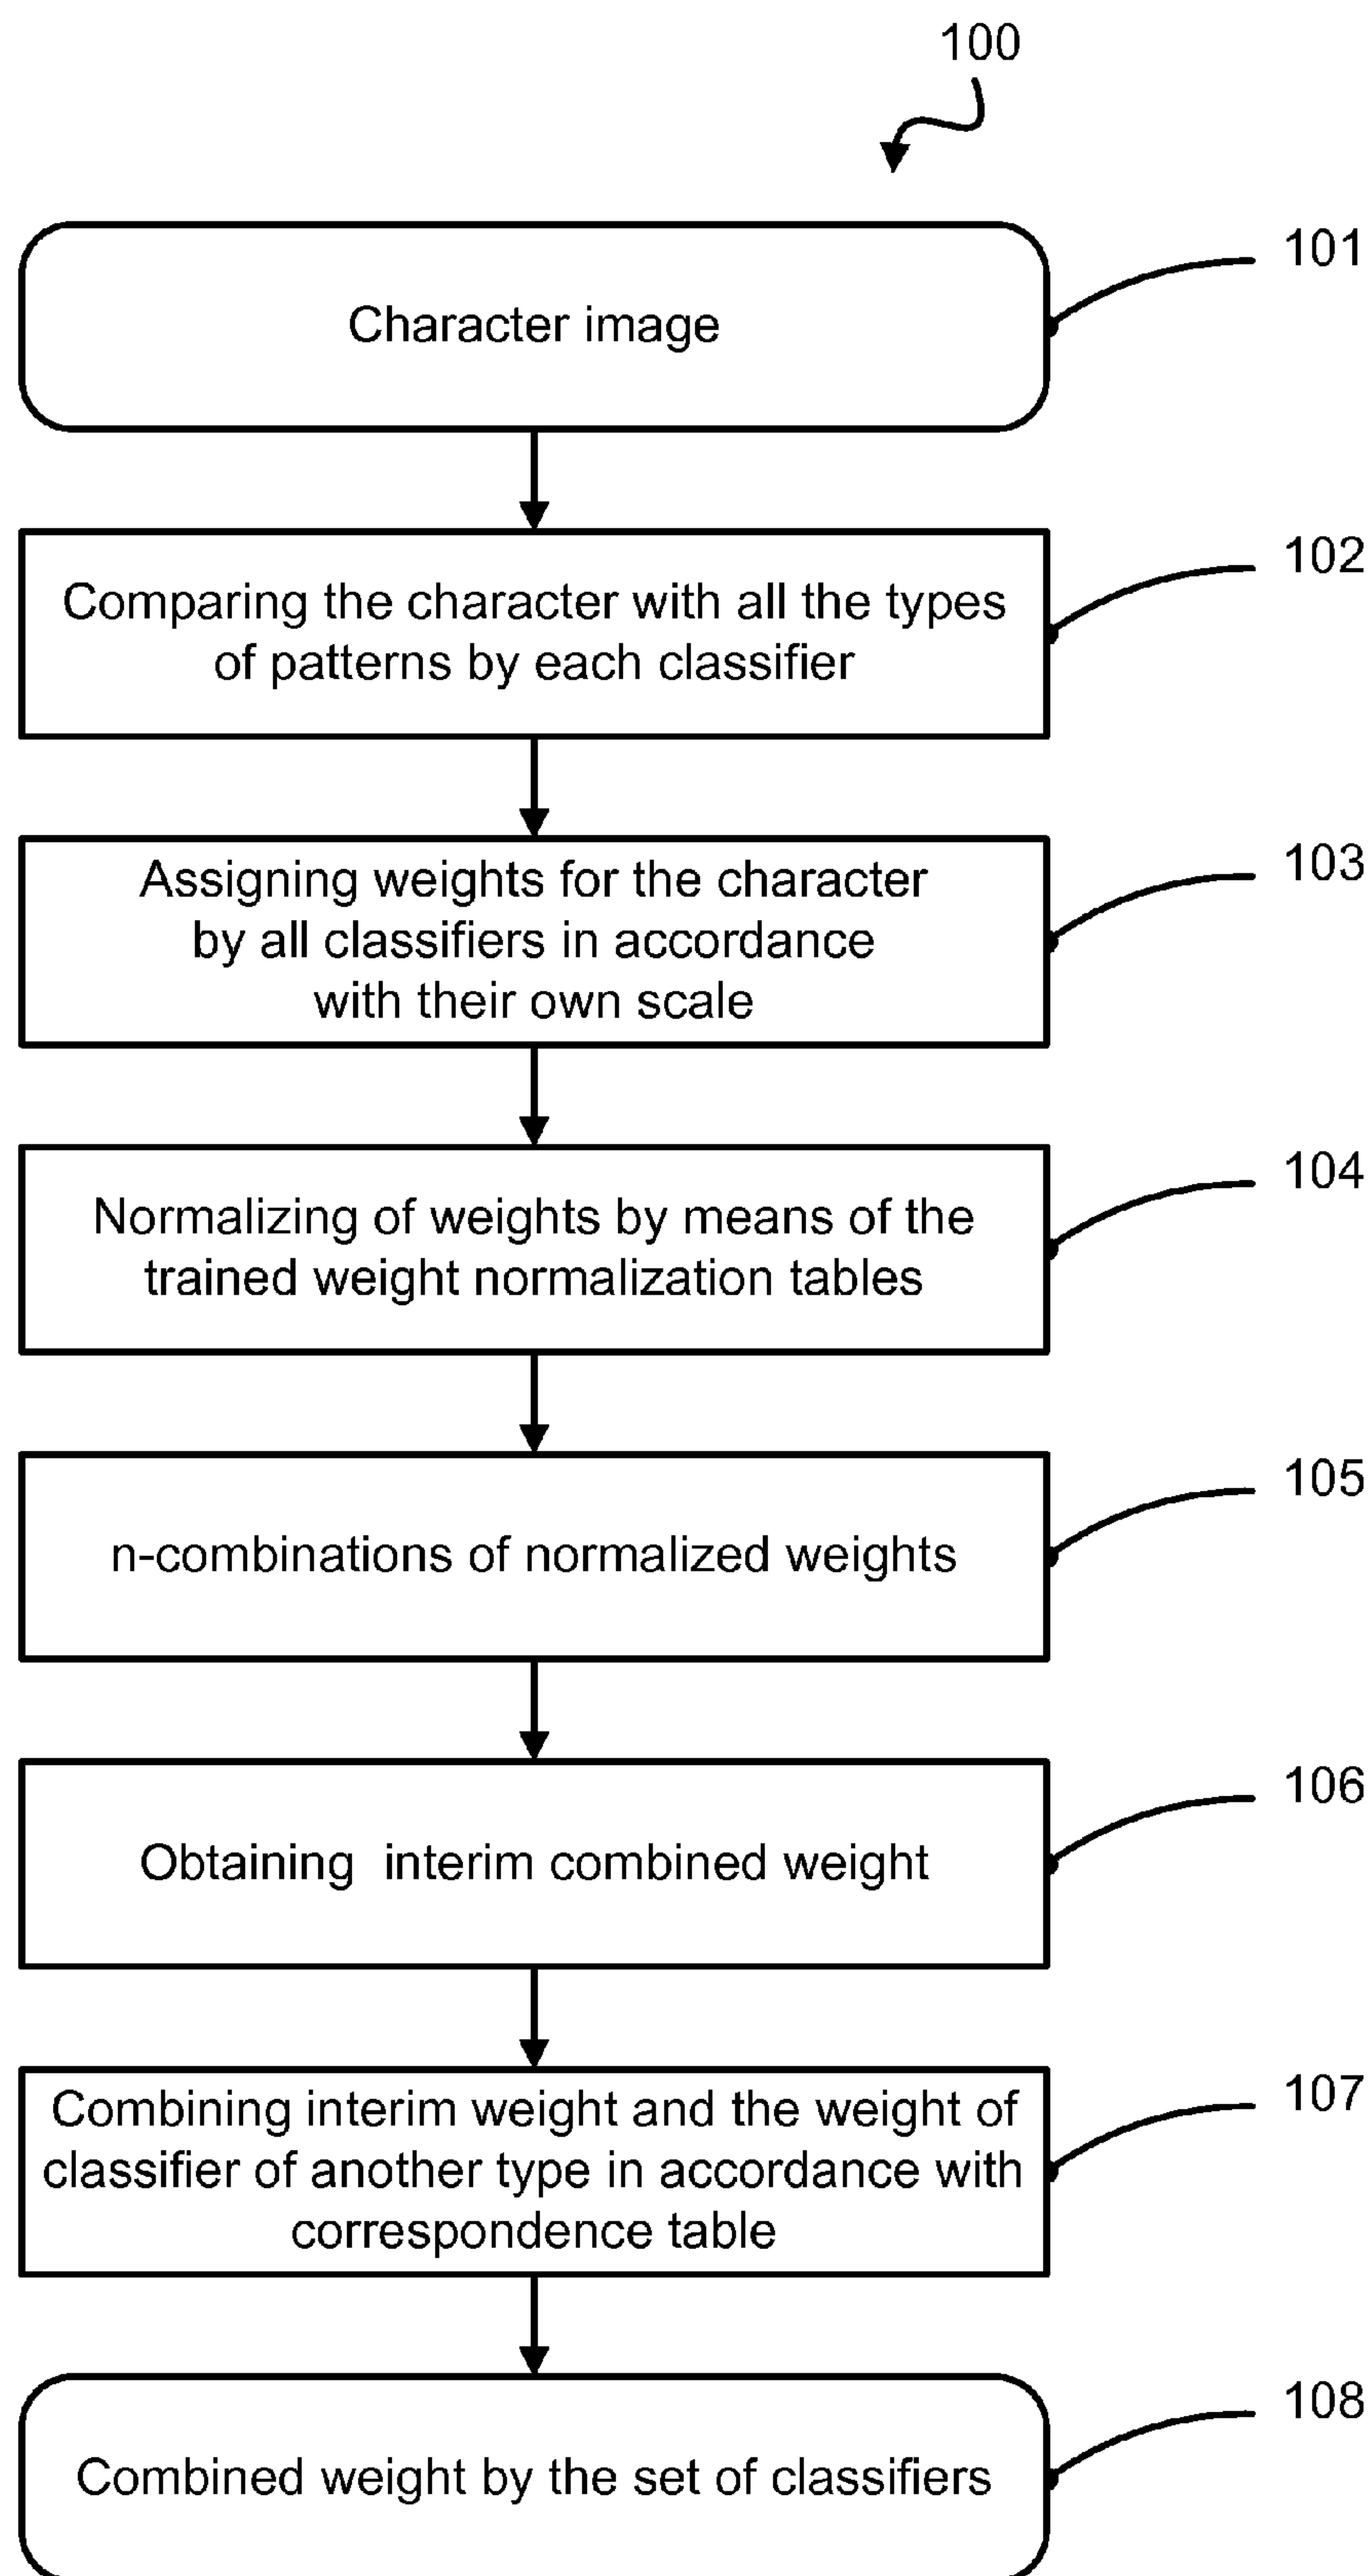 100
101
Character image
102
Comparing the character with all the types
of patterns by each classifier
103
Assigning weights for the character
by all classifiers in accordance
with their own scale
104
Normalizing of weights by means of the
trained weight normalization tables
105
n-combinations of normalized weights
106
Obtaining interim combined weight
107
Combining interim weight and the weight of
classifier of another type in accordance with
correspondence table
108
Combined weight by the set of classifiers